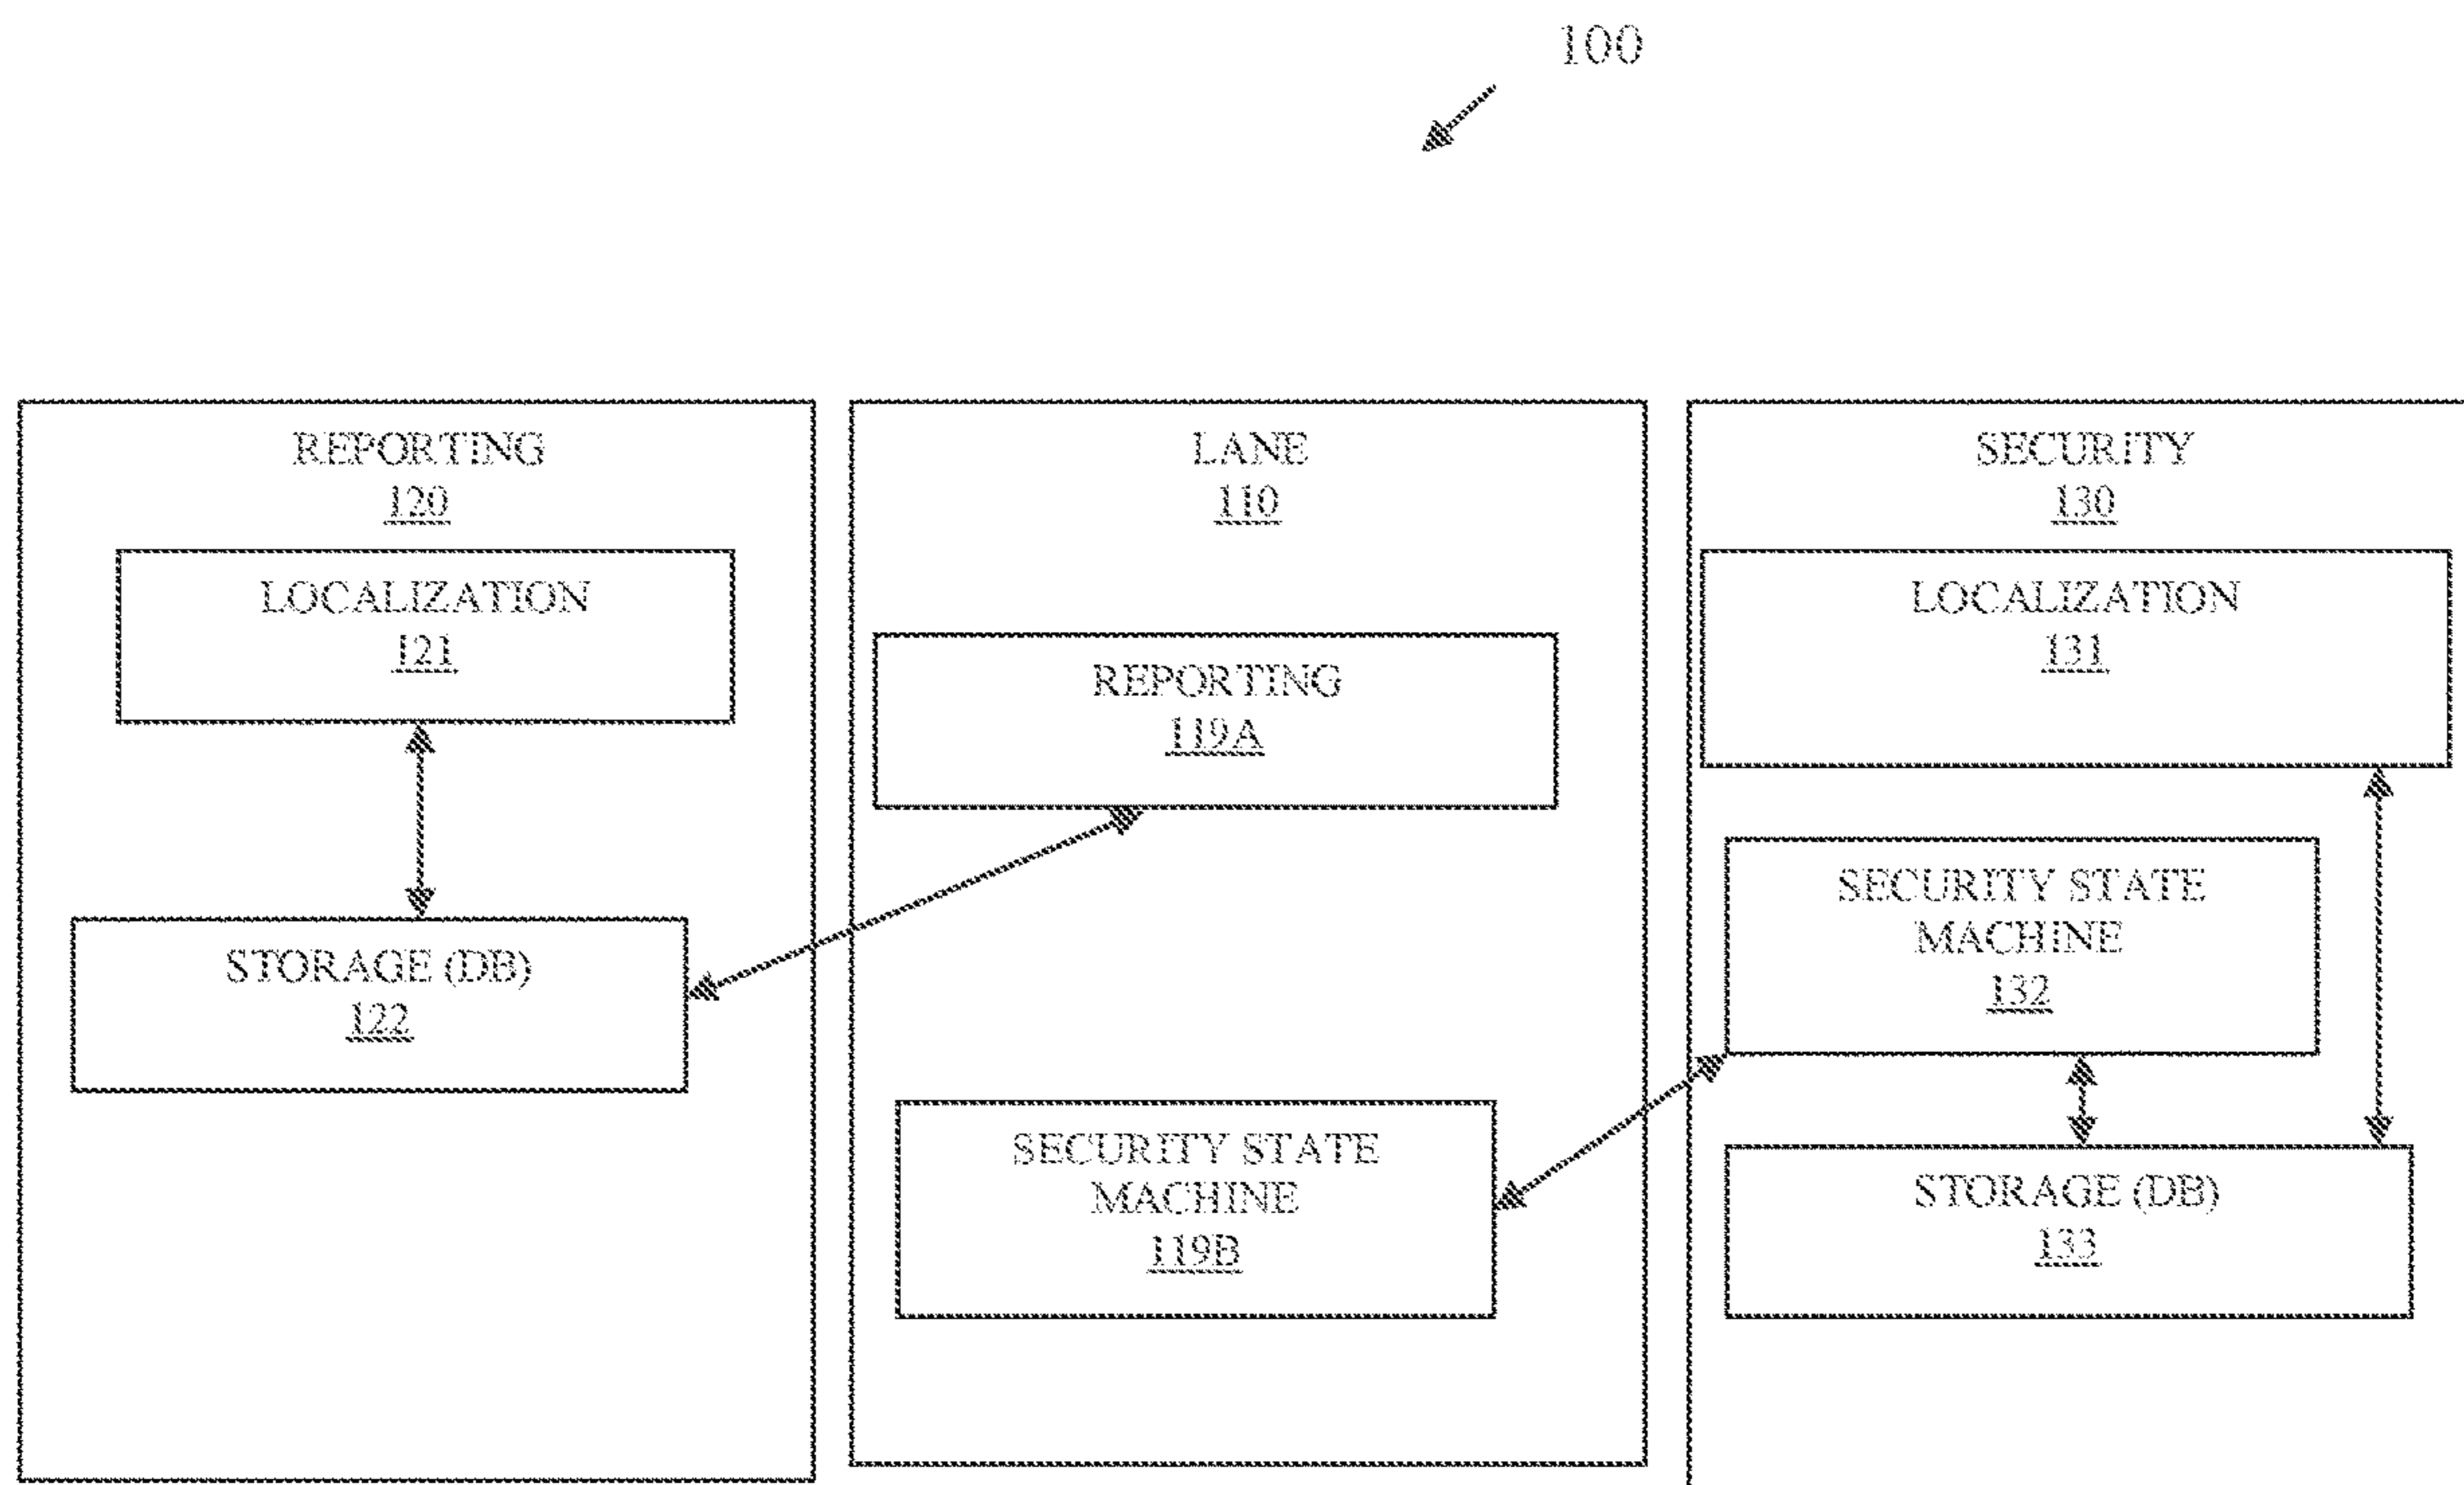 100
REPORTING
120
LOCALIZATION
121
STORAGE (DB)
122
LANE
110
REPORTING
119A
SECURITY STATE
MACHINE
119B
SECURITY
130
LOCALIZATION
131
SECURITY STATE
MACHINE
132
STORAGE (DB)
133